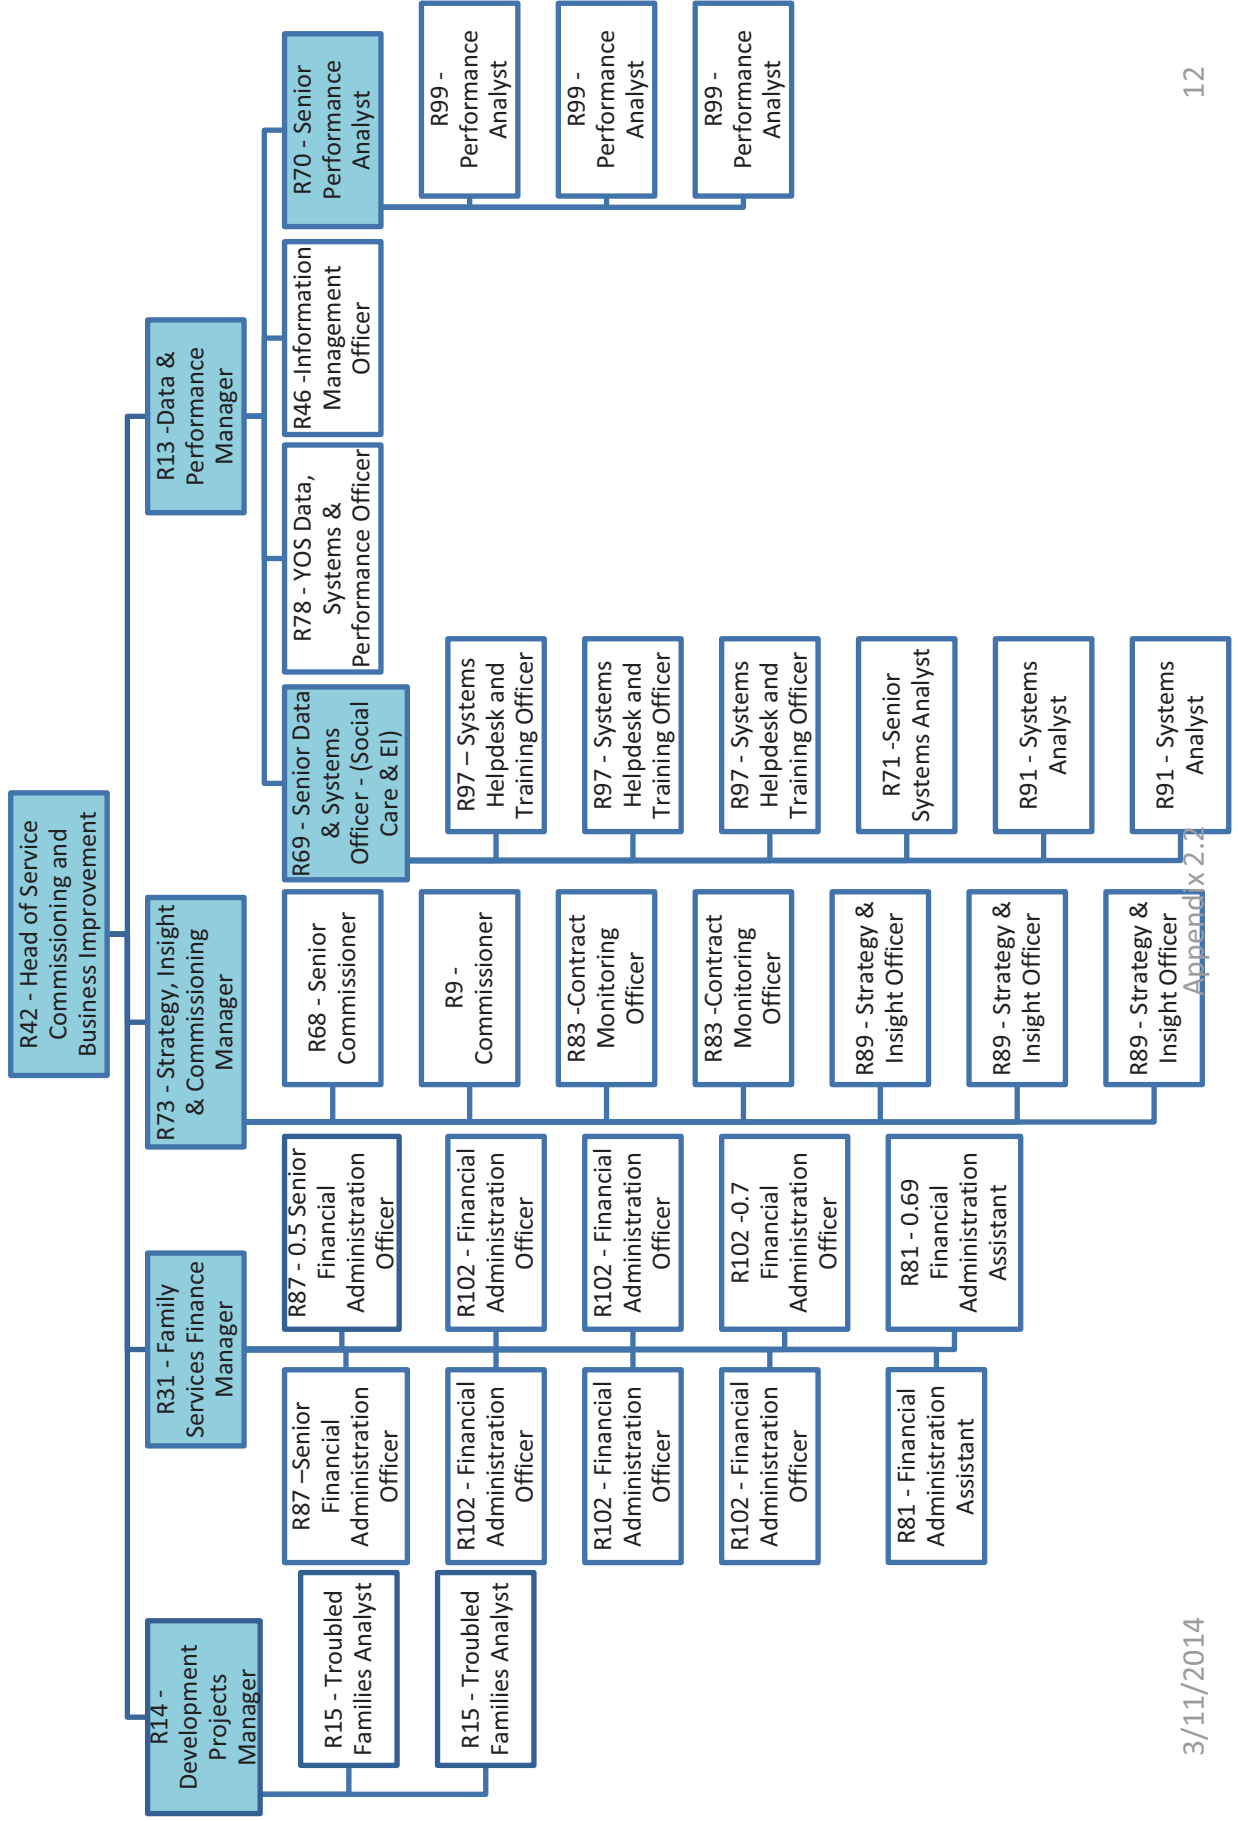 R42 - Head of Service
Commissioning and
Business Improvement
R14 -
Development
Projects
Manager
R31 - Family
Services Finance
Manager
R73 - Strategy, Insight
& Commissioning
Manager
R13 -Data &
Performance
Manager
R15 - Troubled
Families Analyst
R15 - Troubled
Families Analyst
R87 –Senior
Financial
Administration
Officer
R87 - 0.5 Senior
Financial
Administration
Officer
R102 - Financial
Administration
Officer
R102 - Financial
Administration
Officer
R102 - Financial
Administration
Officer
R102 - Financial
Administration
Officer
R102 - Financial
Administration
Officer
R102 -0.7
Financial
Administration
Officer
R81 - Financial
Administration
Assistant
R81 - 0.69
Financial
Administration
Assistant
R68 - Senior
Commissioner
R9 -
Commissioner
R83 -Contract
Monitoring
Officer
R83 -Contract
Monitoring
Officer
R89 - Strategy &
Insight Officer
R89 - Strategy &
Insight Officer
R89 - Strategy &
Insight Officer
R69 - Senior Data
& Systems
Officer - (Social
Care & EI)
R78 - YOS Data,
Systems &
Performance Officer
R46 -Information
Management
Officer
R70 - Senior
Performance
Analyst
R97 – Systems
Helpdesk and
Training Officer
R97 - Systems
Helpdesk and
Training Officer
R97 - Systems
Helpdesk and
Training Officer
R71 -Senior
Systems Analyst
R91 - Systems
Analyst
R91 - Systems
Analyst
R99 -
Performance
Analyst
R99 -
Performance
Analyst
R99 -
Performance
Analyst
3/11/2014
Appendix 2.2
12